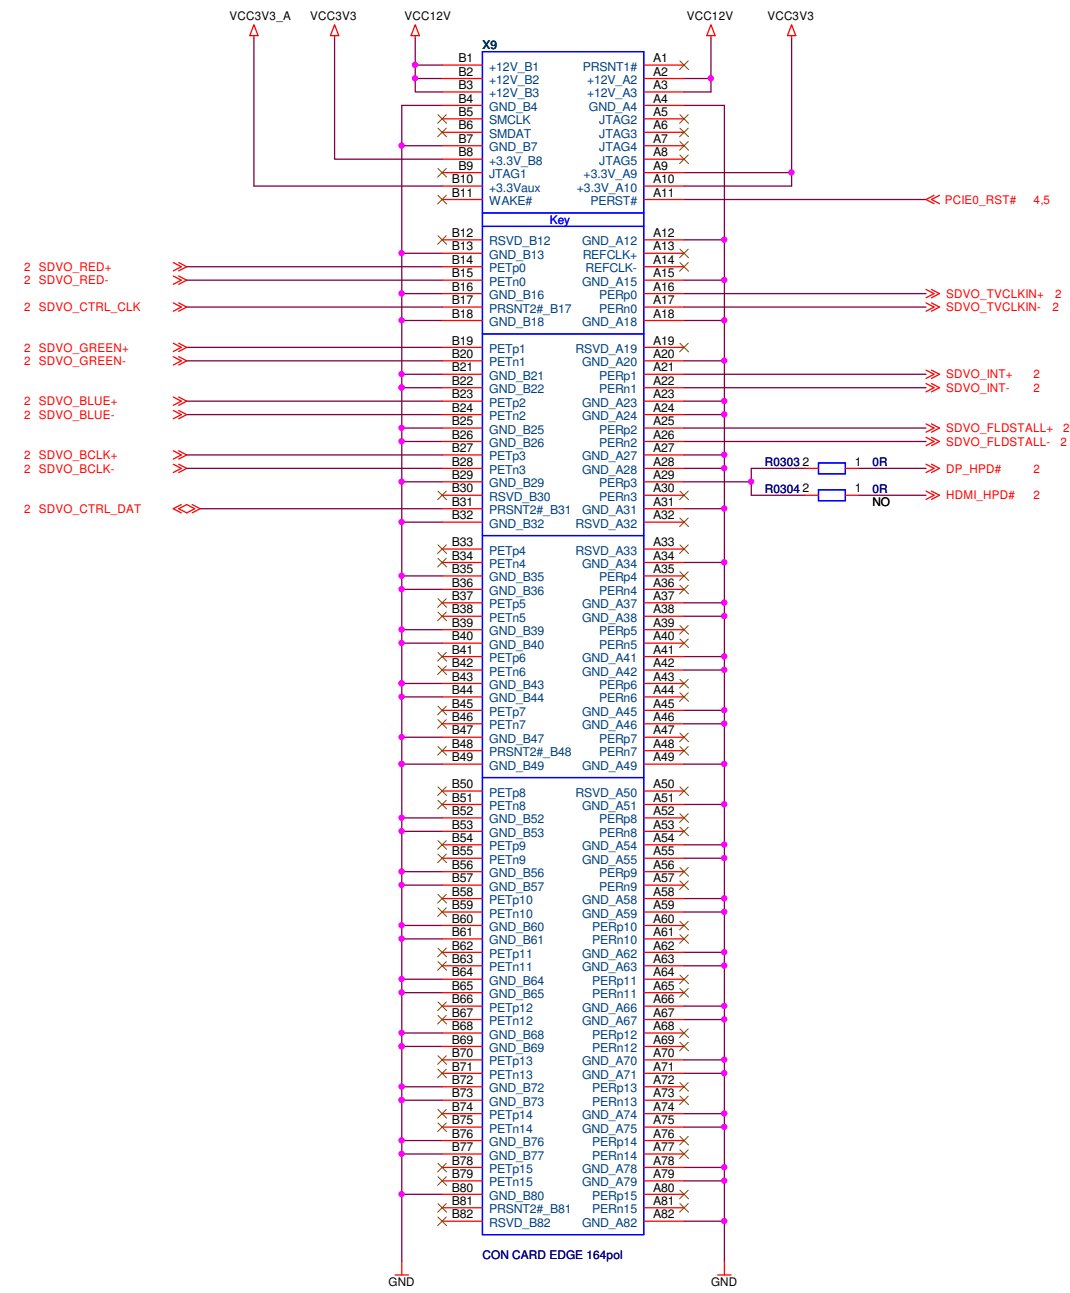 VCC3V3_A VCC3V3 VCC12V VCC12V VCC3V3
X9
B1 +12V_B1 PRSNT1# A1
B2 +12V_B2 +12V_A2 A2
B3 +12V_B3 +12V_A3 A3
B4 GND_B4 GND_A4 A4
B5 SMCLK JTAG2 A5
B6 SMDAT JTAG3 A6
B7 GND_B7 JTAG4 A7
B8 +3.3V_B8 JTAG5 A8
B9 JTAG1 +3.3V_A9 A9
B10 +3.3Vaux +3.3V_A10 A10
B11 WAKE# PERST# A11 PCIE0_RST# 4,5
Key
B12 RSVD_B12 GND_A12 A12
B13 GND_B13 REFCLK+ A13
2 SDVO_RED+ B14 PETp0 REFCLK- A14
2 SDVO_RED- B15 PETn0 GND_A15 A15
B16 GND_B16 PERp0 A16 SDVO_TVCLKIN+ 2
2 SDVO_CTRL_CLK B17 PRSNT2#_B17 PERn0 A17 SDVO_TVCLKIN- 2
B18 GND_B18 GND_A18 A18
2 SDVO_GREEN+ B19 PETp1 RSVD_A19 A19
2 SDVO_GREEN- B20 PETn1 GND_A20 A20
B21 GND_B21 PERp1 A21 SDVO_INT+ 2
B22 GND_B22 PERn1 A22 SDVO_INT- 2
2 SDVO_BLUE+ B23 PETp2 GND_A23 A23
2 SDVO_BLUE- B24 PETn2 GND_A24 A24
B25 GND_B25 PERp2 A25 SDVO_FLDSTALL+ 2
B26 GND_B26 PERn2 A26 SDVO_FLDSTALL- 2
2 SDVO_BCLK+ B27 PETp3 GND_A27 A27
2 SDVO_BCLK- B28 PETn3 GND_A28 A28 R0303 2 1 0R DP_HPD# 2
B29 GND_B29 PERp3 A29
B30 RSVD_B30 PERn3 A30 R0304 2 1 0R HDMI_HPD# 2
NO
2 SDVO_CTRL_DAT B31 PRSNT2#_B31 GND_A31 A31
B32 GND_B32 RSVD_A32 A32
B33 PETp4 RSVD_A33 A33
B34 PETn4 GND_A34 A34
B35 GND_B35 PERp4 A35
B36 GND_B36 PERn4 A36
B37 PETp5 GND_A37 A37
B38 PETn5 GND_A38 A38
B39 GND_B39 PERp5 A39
B40 GND_B40 PERn5 A40
B41 PETp6 GND_A41 A41
B42 PETn6 GND_A42 A42
B43 GND_B43 PERp6 A43
B44 GND_B44 PERn6 A44
B45 PETp7 GND_A45 A45
B46 PETn7 GND_A46 A46
B47 GND_B47 PERp7 A47
B48 PRSNT2#_B48 PERn7 A48
B49 GND_B49 GND_A49 A49
B50 PETp8 RSVD_A50 A50
B51 PETn8 GND_A51 A51
B52 GND_B52 PERp8 A52
B53 GND_B53 PERn8 A53
B54 PETp9 GND_A54 A54
B55 PETn9 GND_A55 A55
B56 GND_B56 PERp9 A56
B57 GND_B57 PERn9 A57
B58 PETp10 GND_A58 A58
B59 PETn10 GND_A59 A59
B60 GND_B60 PERp10 A60
B61 GND_B61 PERn10 A61
B62 PETp11 GND_A62 A62
B63 PETn11 GND_A63 A63
B64 GND_B64 PERp11 A64
B65 GND_B65 PERn11 A65
B66 PETp12 GND_A66 A66
B67 PETn12 GND_A67 A67
B68 GND_B68 PERp12 A68
B69 GND_B69 PERn12 A69
B70 PETp13 GND_A70 A70
B71 PETn13 GND_A71 A71
B72 GND_B72 PERp13 A72
B73 GND_B73 PERn13 A73
B74 PETp14 GND_A74 A74
B75 PETn14 GND_A75 A75
B76 GND_B76 PERp14 A76
B77 GND_B77 PERn14 A77
B78 PETp15 GND_A78 A78
B79 PETn15 GND_A79 A79
B80 GND_B80 PERp15 A80
B81 PRSNT2#_B81 PERn15 A81
B82 RSVD_B82 GND_A82 A82
CON CARD EDGE 164pol
GND GND